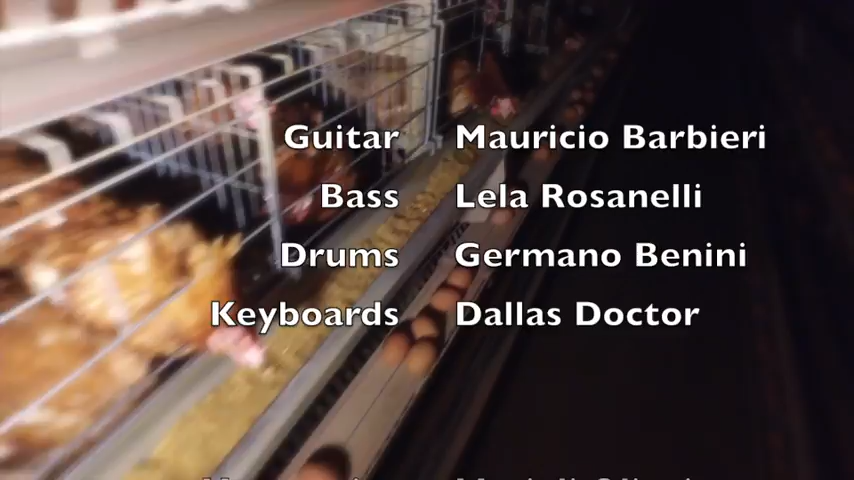 Guitar Mauricio Barbieri
Bass Lela Rosanelli
Drums Germano Benini
Keyboards Dallas Doctor